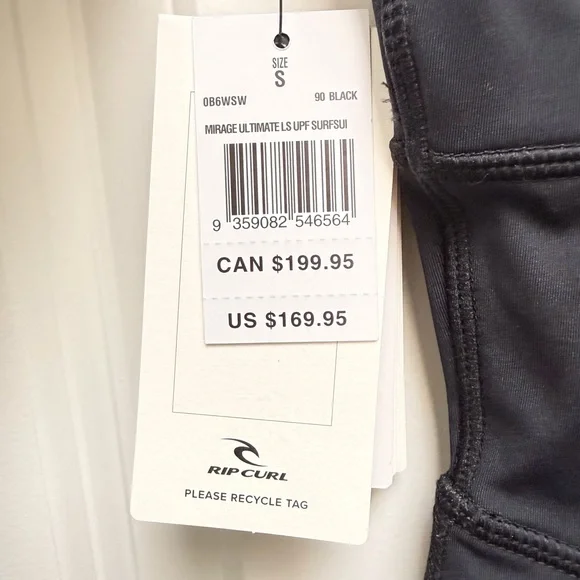 SIZE
S
0B6WSW 90 BLACK
MIRAGE ULTIMATE LS UPF SURFSUI
9 359082 546564
CAN $199.95
US $169.95
RIP CURL
PLEASE RECYCLE TAG